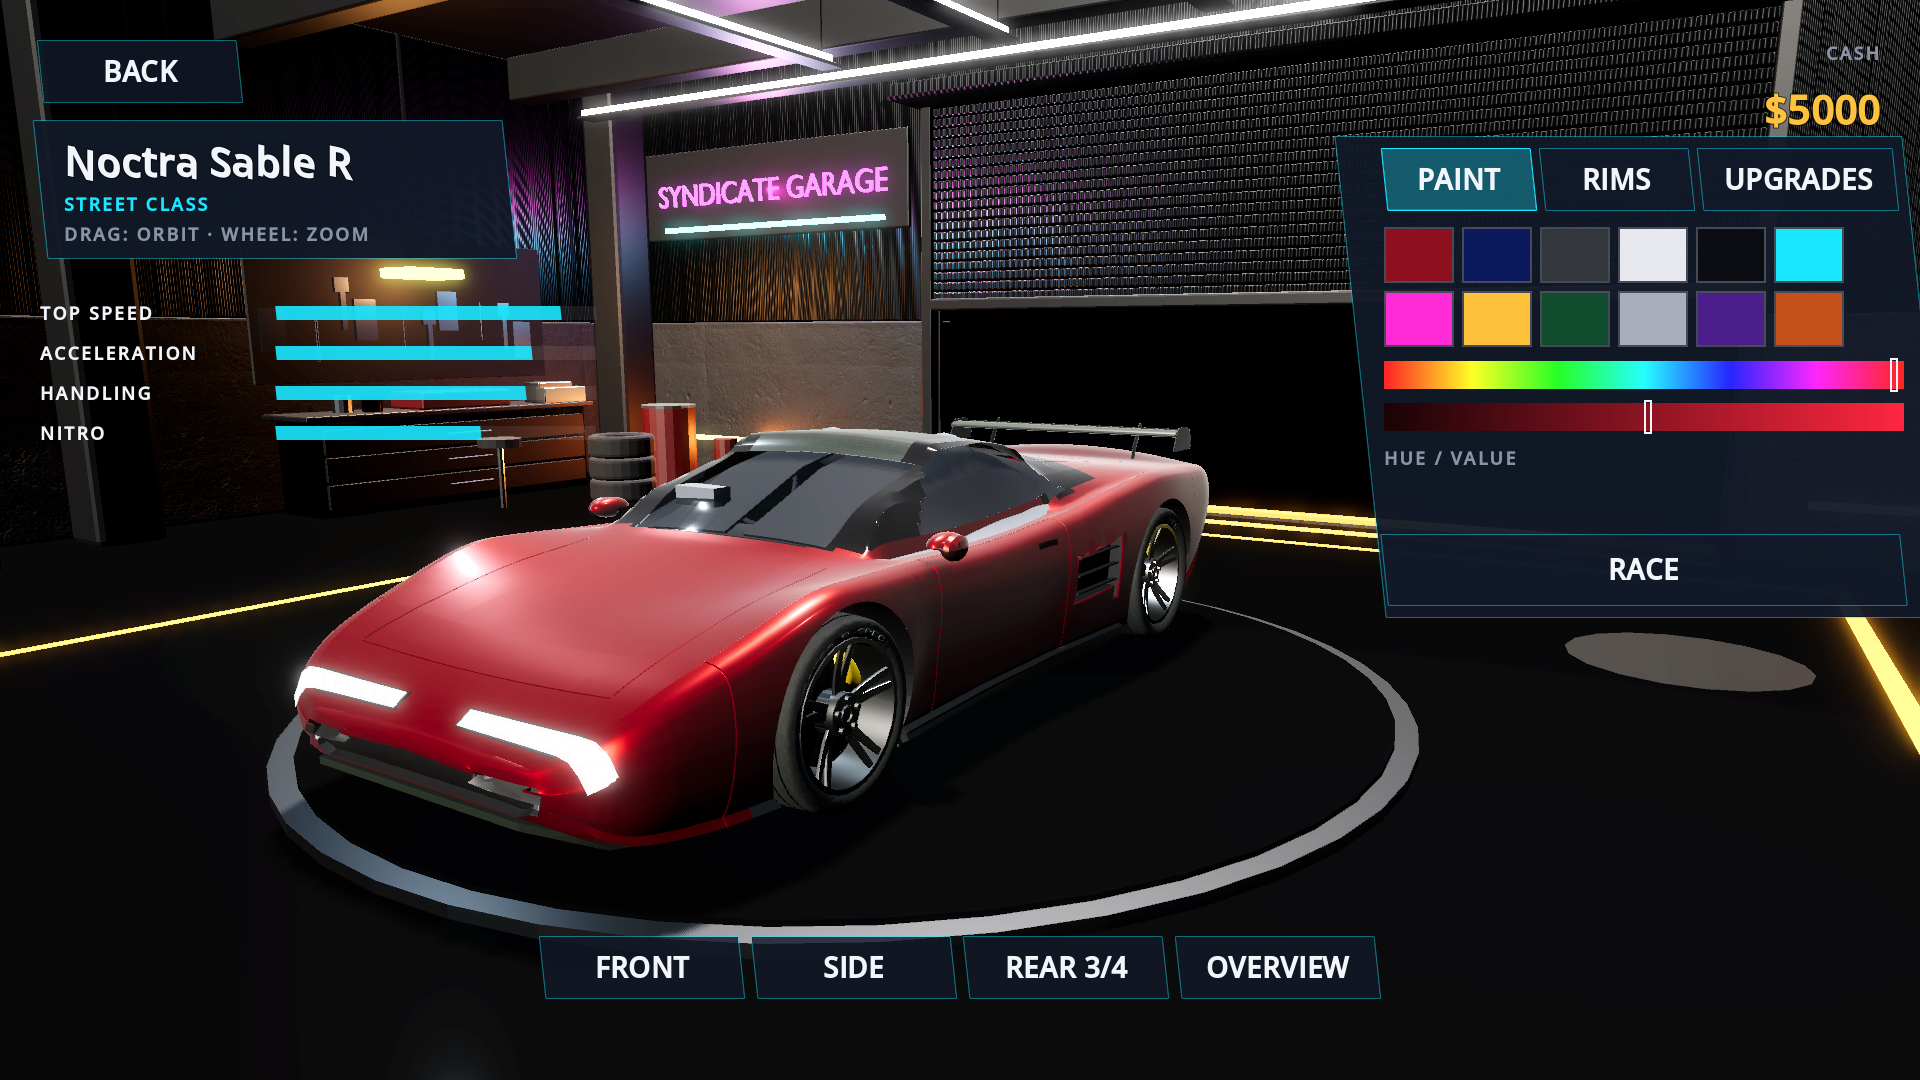 BACK
CASH
$5000
Noctra Sable R
STREET CLASS
DRAG: ORBIT · WHEEL: ZOOM
TOP SPEED
ACCELERATION
HANDLING
NITRO
SYNDICATE GARAGE
PAINT
RIMS
UPGRADES
HUE / VALUE
RACE
FRONT
SIDE
REAR 3/4
OVERVIEW